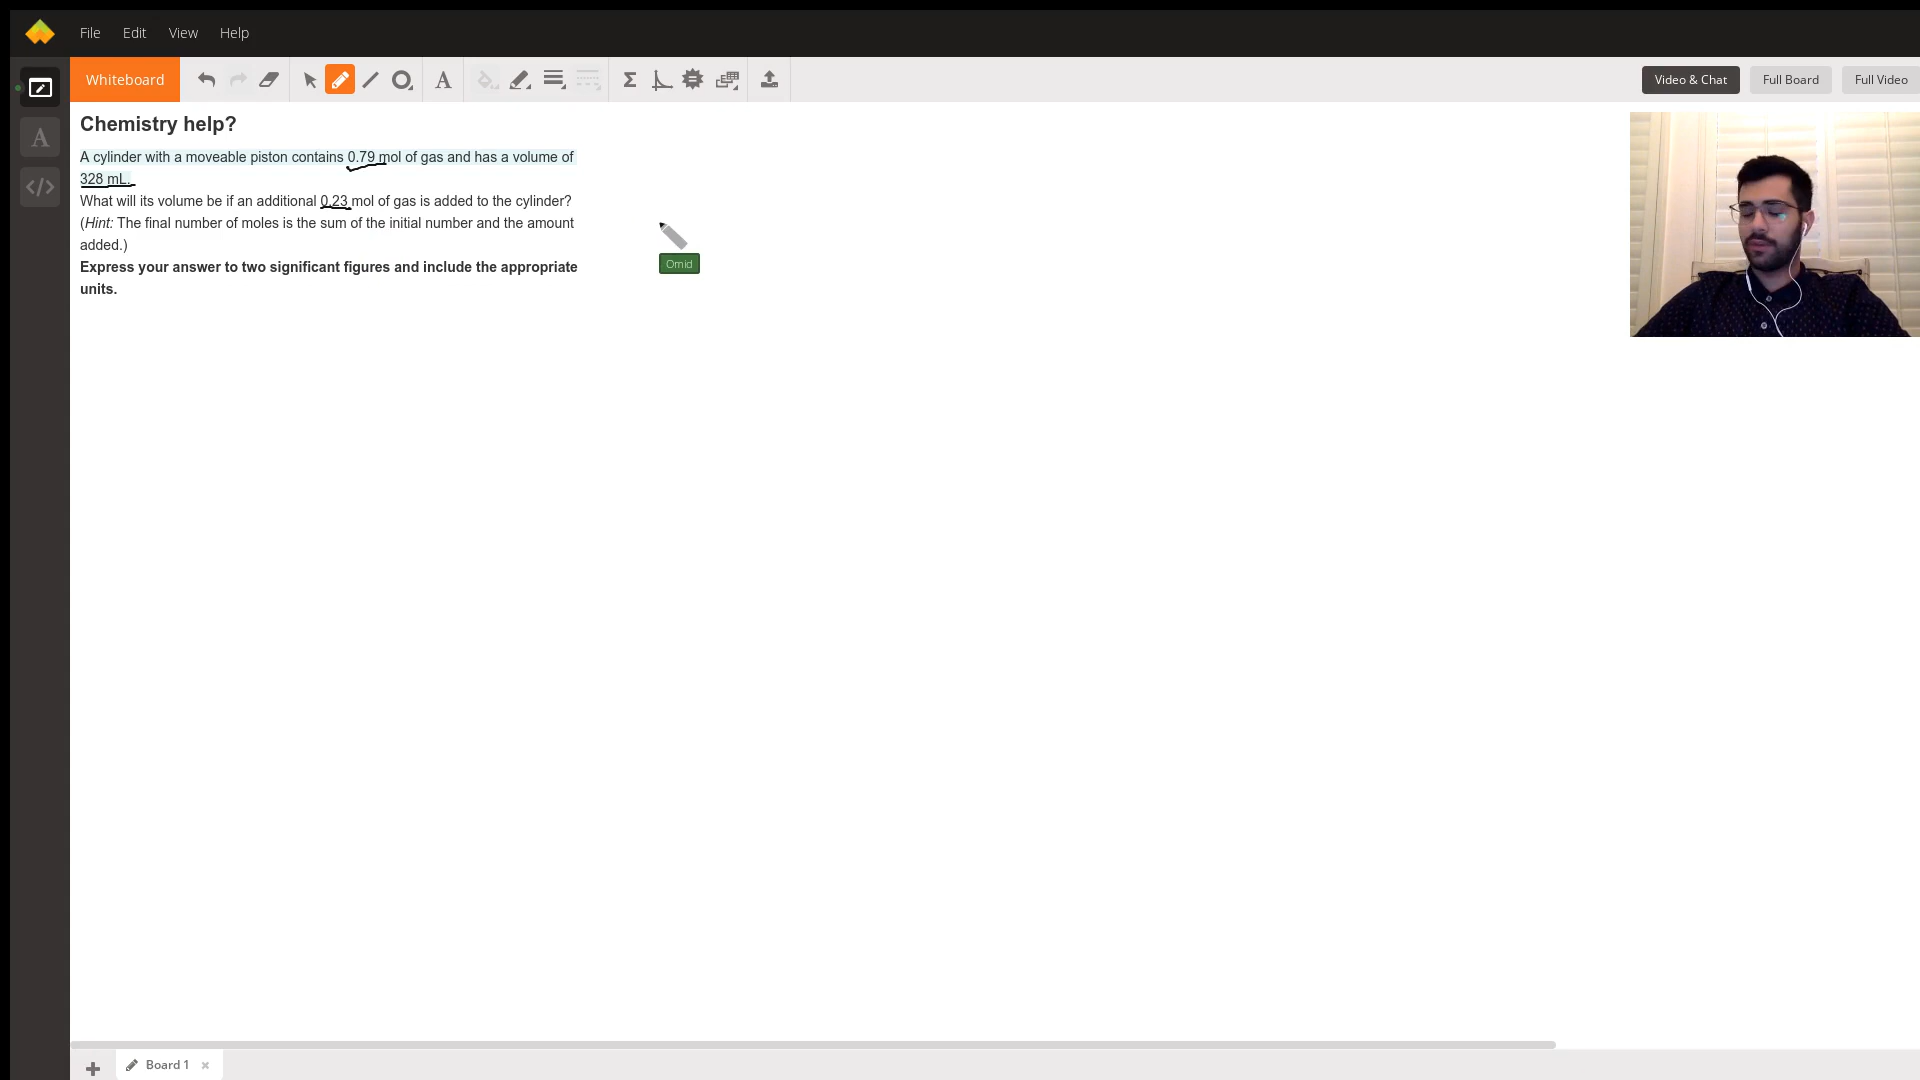 File Edit View Help
Whiteboard A Σ Video & Chat Full Board Full Video
A
</>
Chemistry help?
A cylinder with a moveable piston contains 0.79 mol of gas and has a volume of
328 mL.
What will its volume be if an additional 0.23 mol of gas is added to the cylinder?
(Hint: The final number of moles is the sum of the initial number and the amount
added.)
Express your answer to two significant figures and include the appropriate
units.
Omid
Board 1